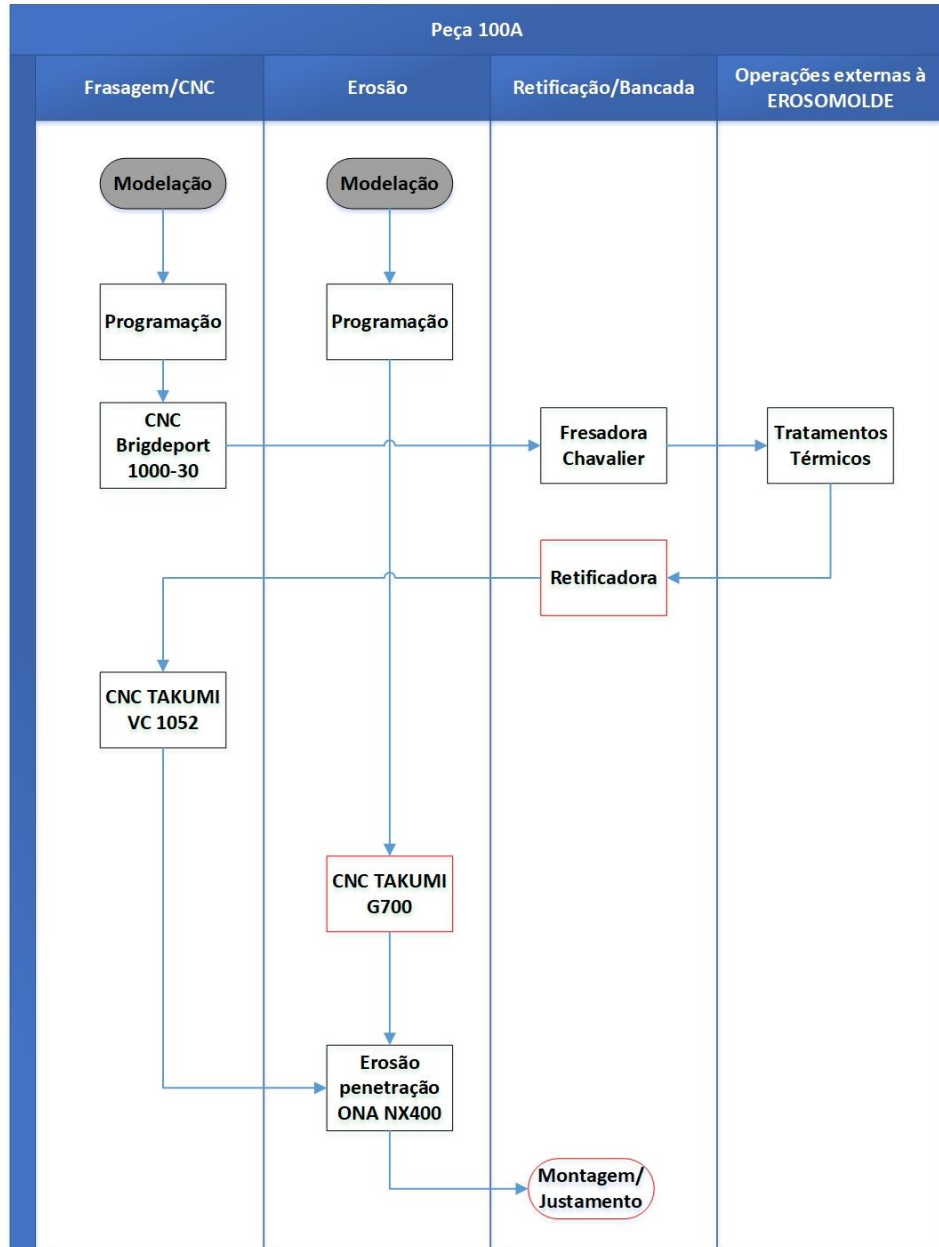 Peça 100A
Frasagem/CNC
Erosão
Retificação/Bancada
Operações externas à
EROSOMOLDE
Modelação
Modelação
Programação
Programação
CNC
Brigdeport
1000-30
Fresadora
Chavalier
Tratamentos
Térmicos
Retificadora
CNC TAKUMI
VC 1052
CNC TAKUMI
G700
Erosão
penetração
ONA NX400
Montagem/
Justamento